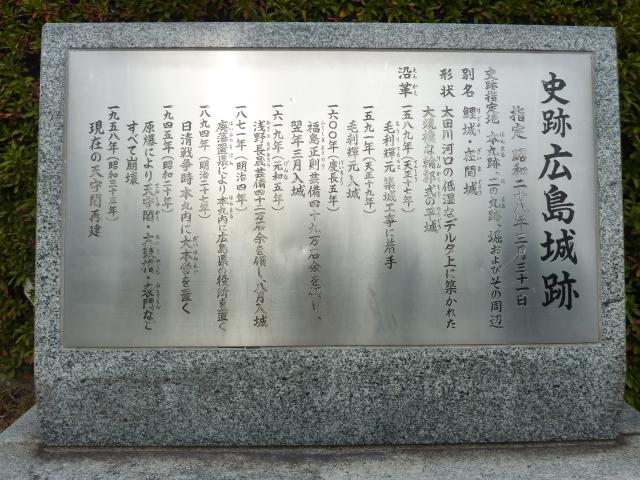 史跡広島城跡
指定 昭和二十八年三月三十一日
史跡指定地 本丸跡・二の丸跡・堀およびその周辺
別名 鯉城・在間城
形状 太田川河口の低湿なデルタ上に築かれた
大規模な輪郭式の平城
沿革
一五八九年(天正十七年)
毛利輝元 築城工事に着手
一五九一年(天正十九年)
毛利輝元入城
一六〇〇年(慶長五年)
福島正則芸備四十九万石余を領し、
翌年三月入城
一六一九年(元和五年)
浅野長晟芸備四十二万石余を領し、八月入城
一八七一年(明治四年)
廃藩置県により本丸内に広島県の役所を置く
一八九四年(明治二十七年)
日清戦争時本丸内に大本営を置く
一九四五年(昭和二十年)
原爆により天守閣・太鼓櫓・表門など
すべて崩壊
一九五八年(昭和三十三年)
現在の天守閣再建